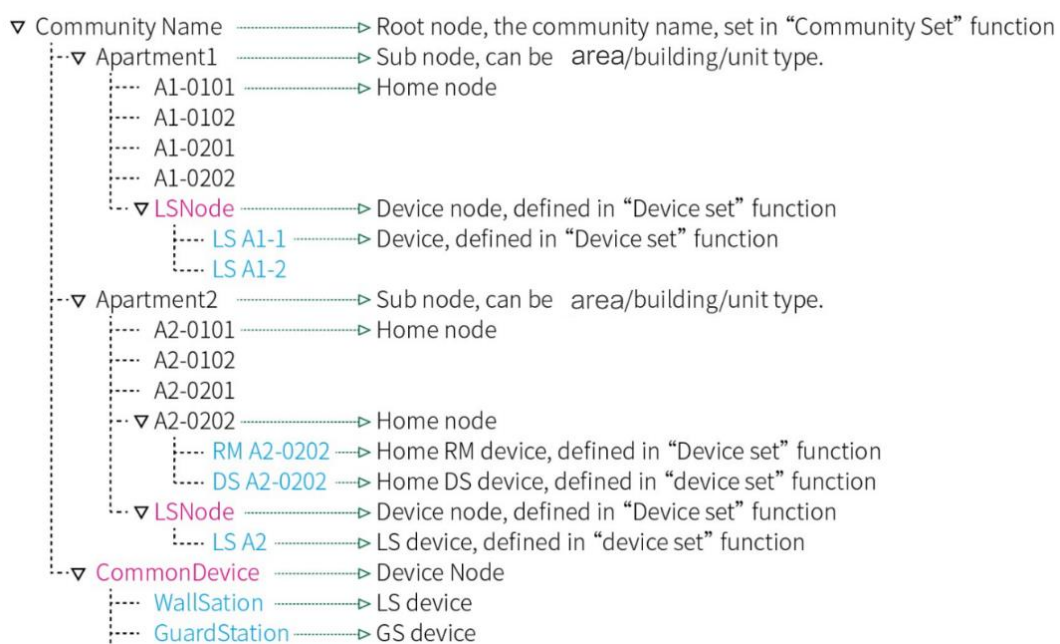 Community Name Root node, the community name, set in “Community Set” function
Apartment1 Sub node, can be area/building/unit type.
A1-0101 Home node
A1-0102
A1-0201
A1-0202
LSNode Device node, defined in “Device set” function
LS A1-1 Device, defined in “Device set” function
LS A1-2
Apartment2 Sub node, can be area/building/unit type.
A2-0101 Home node
A2-0102
A2-0201
A2-0202 Home node
RM A2-0202 Home RM device, defined in “Device set” function
DS A2-0202 Home DS device, defined in “device set” function
LSNode Device node, defined in “Device set” function
LS A2 LS device, defined in “device set” function
CommonDevice Device Node
WallSation LS device
GuardStation GS device